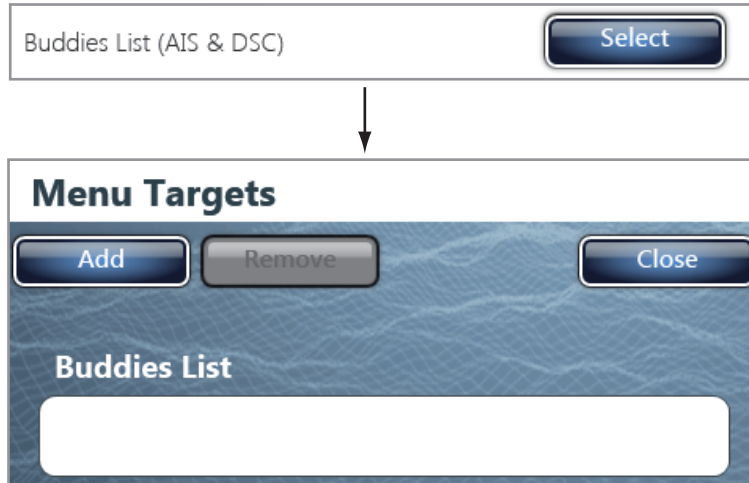 Buddies List (AIS & DSC)
Select
Menu Targets
Add
Remove
Close
Buddies List